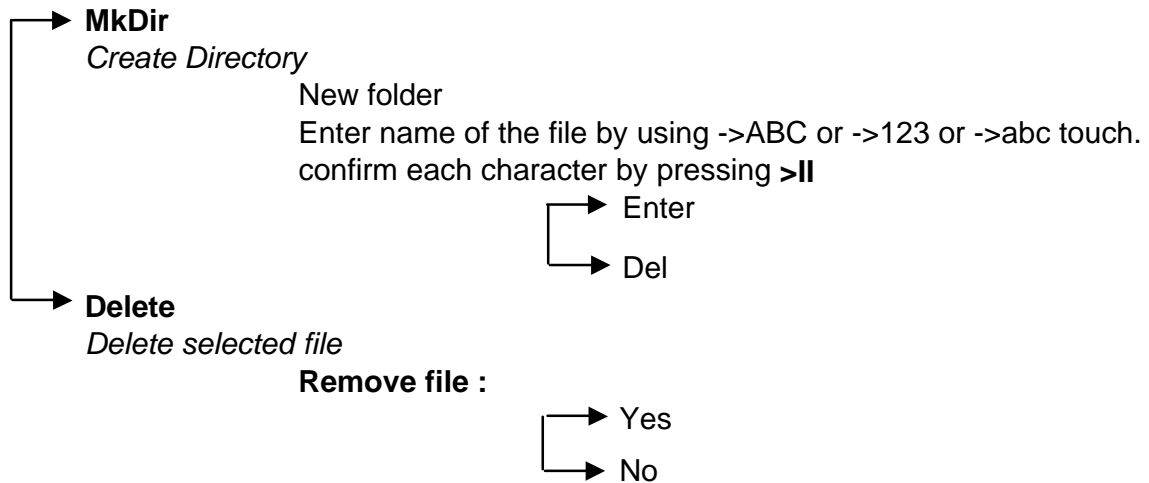 MkDir
Create Directory
New folder
Enter name of the file by using ->ABC or ->123 or ->abc touch.
confirm each character by pressing >II
Enter
Del
Delete
Delete selected file
Remove file :
Yes
No